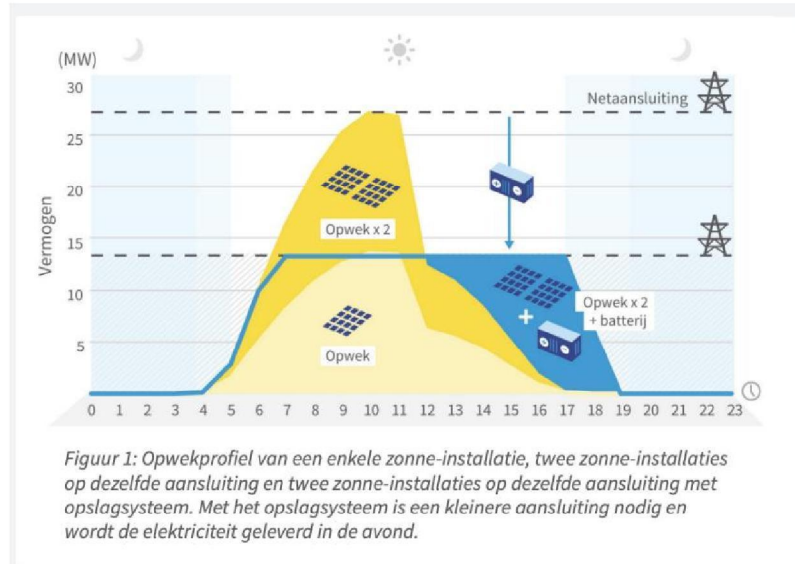 (MW)
30
Netaansluiting
25
20
Opwek x 2
15
Vermogen
10
Opwek x 2
+ batterij
Opwek
5
0 1 2 3 4 5 6 7 8 9 10 11 12 13 14 15 16 17 18 19 20 21 22 23
Figuur 1: Opwekprofiel van een enkele zonne-installatie, twee zonne-installaties
op dezelfde aansluiting en twee zonne-installaties op dezelfde aansluiting met
opslagsysteem. Met het opslagsysteem is een kleinere aansluiting nodig en
wordt de elektriciteit geleverd in de avond.